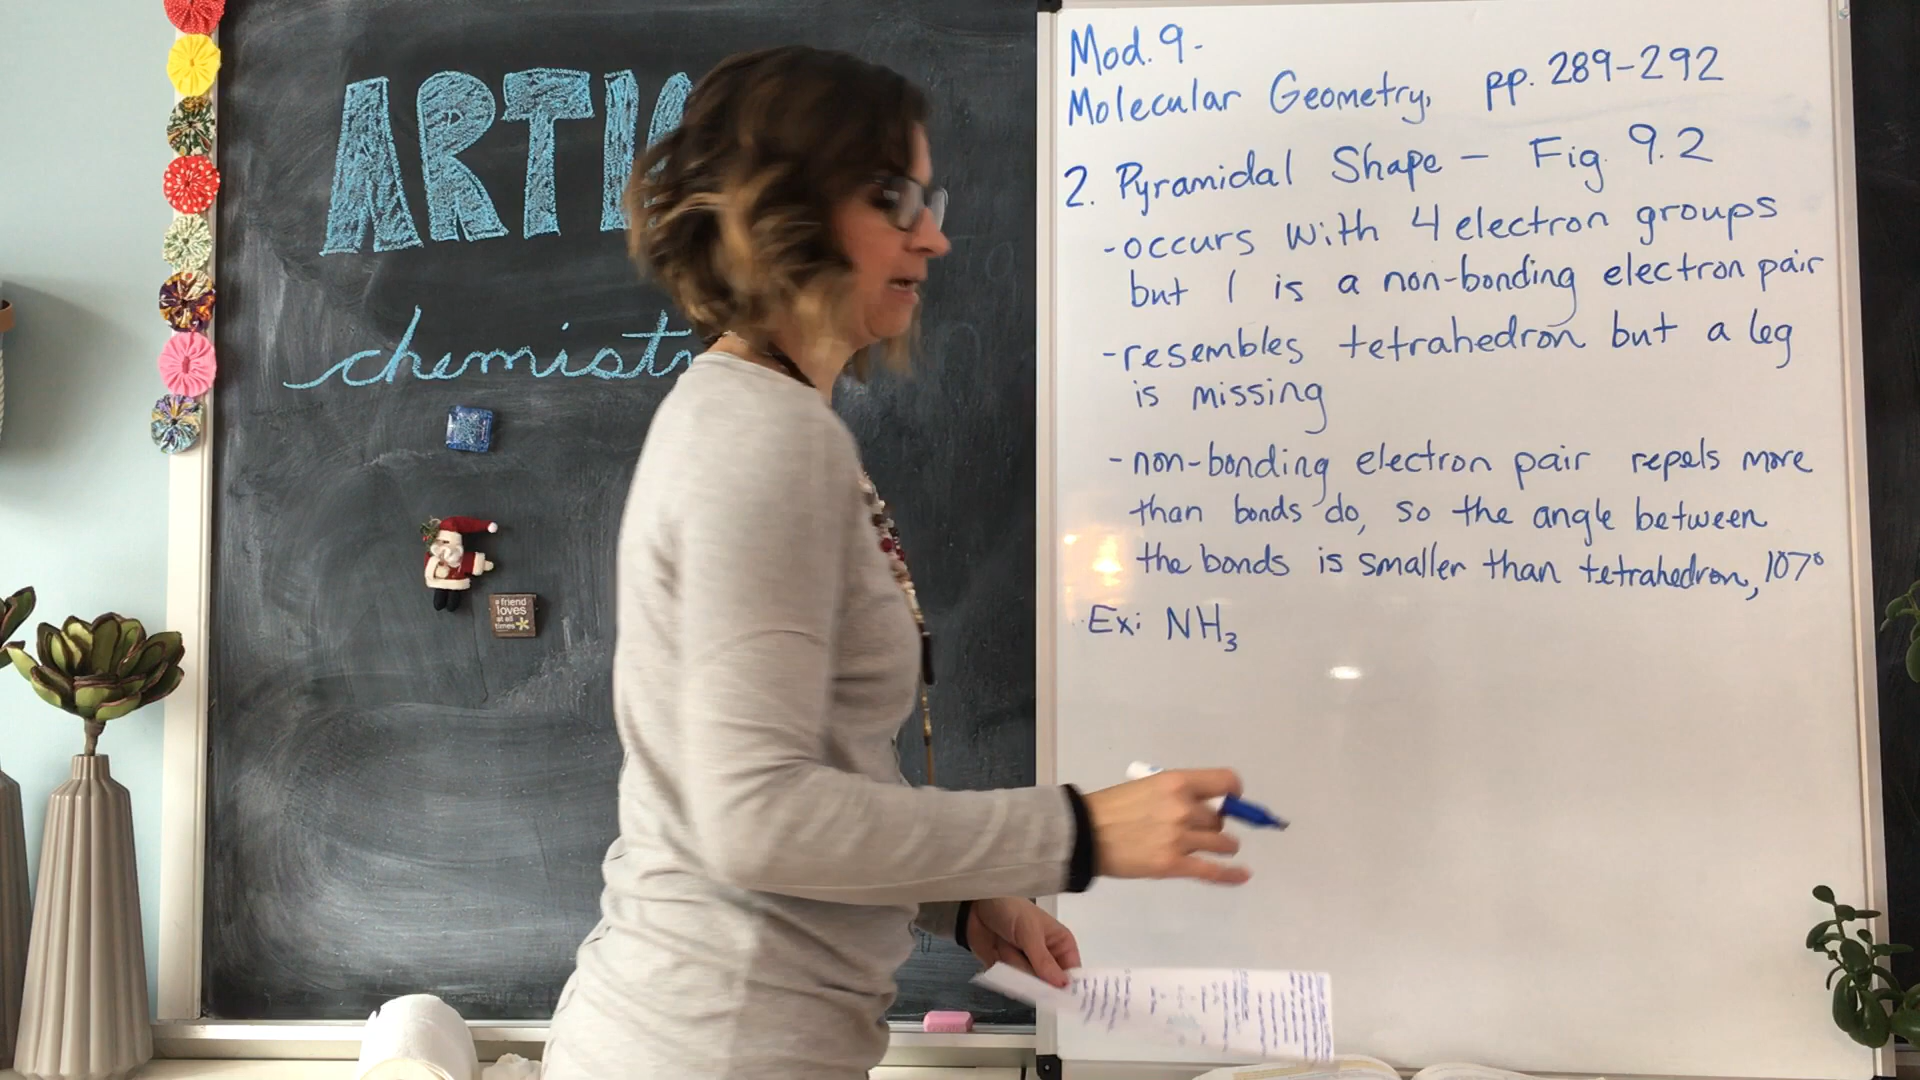 ARTI
chemistr
a friend
loves
at all
times
Mod. 9-
Molecular Geometry, pp. 289-292
2. Pyramidal Shape - Fig. 9.2
-occurs with 4 electron groups
but 1 is a non-bonding electron pair
-resembles tetrahedron but a leg
is missing
-non-bonding electron pair repels more
than bonds do, so the angle between
the bonds is smaller than tetrahedron, 107°
Ex: NH₃